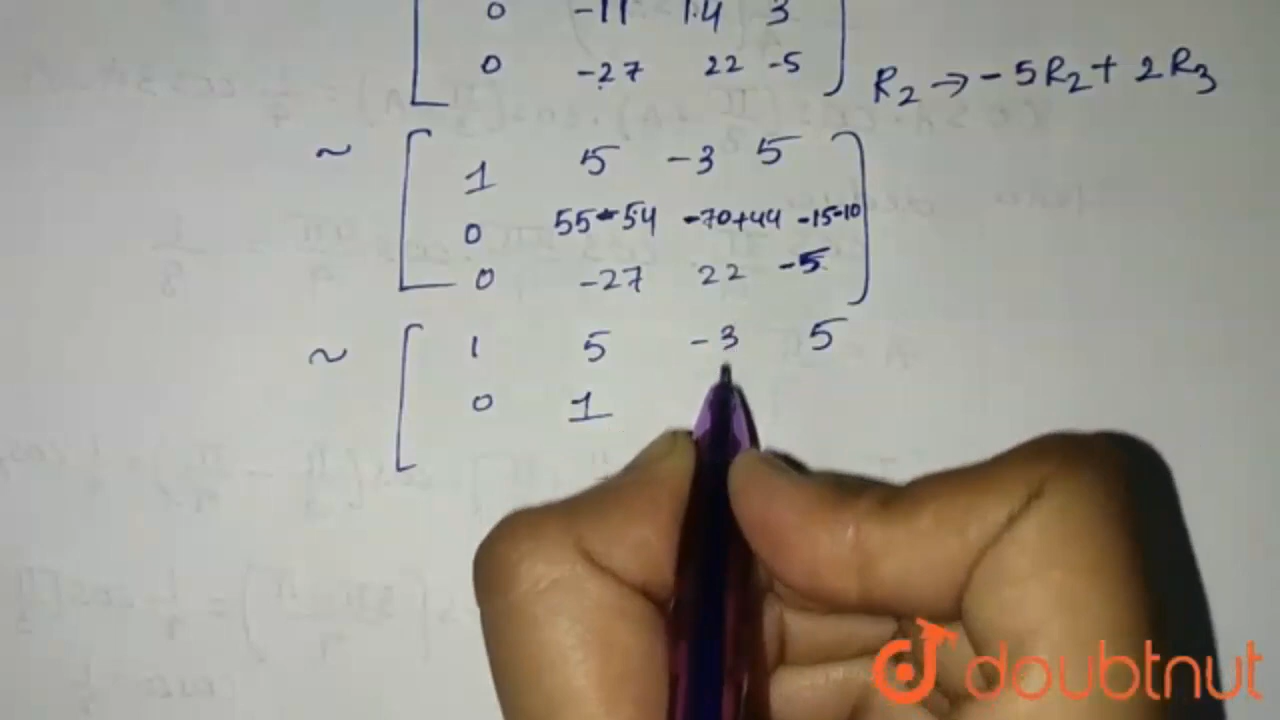 0 -11 14 3
0 -27 22 -5
R2 → -5R2 + 2R3
~ 1 5 -3 5
0 55-54 -70+44 -15-10
0 -27 22 -5
~ 1 5 -3 5
0 1
doubtnut